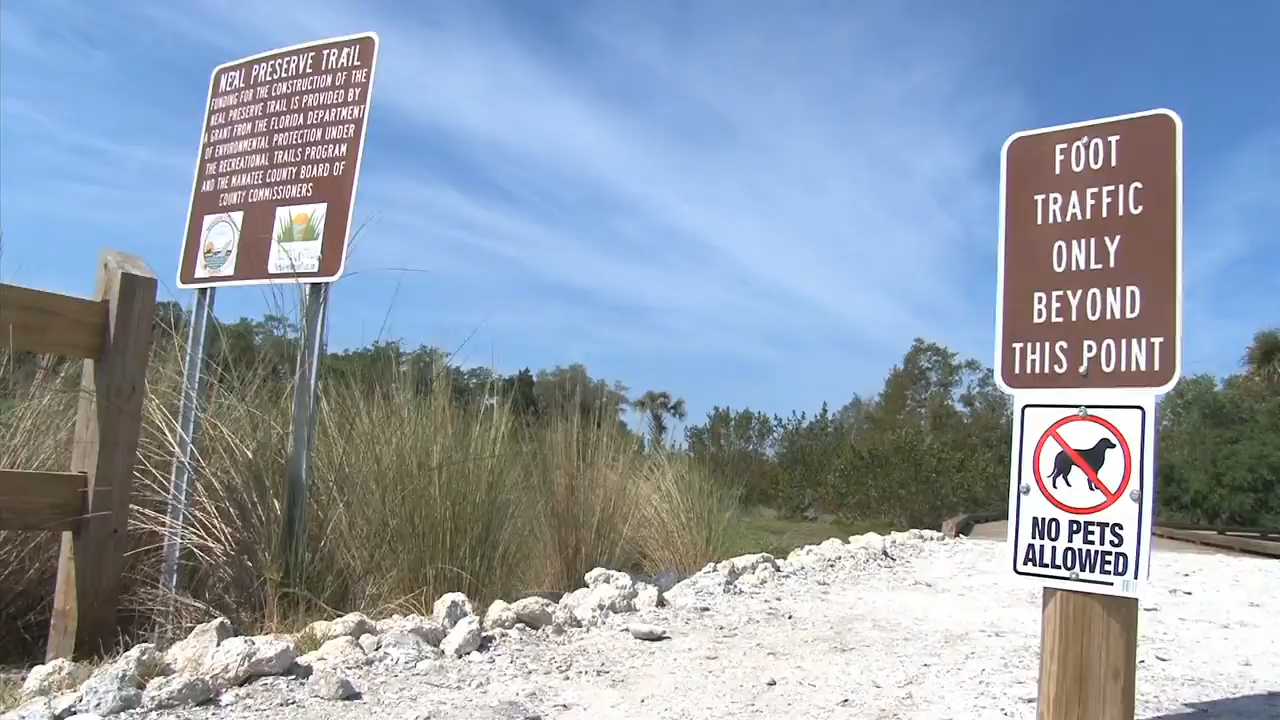 NEAL PRESERVE TRAIL
FUNDING FOR THE CONSTRUCTION OF THE
NEAL PRESERVE TRAIL IS PROVIDED BY
A GRANT FROM THE FLORIDA DEPARTMENT
OF ENVIRONMENTAL PROTECTION UNDER
THE RECREATIONAL TRAILS PROGRAM
AND THE MANATEE COUNTY BOARD OF
COUNTY COMMISSIONERS
FOOT
TRAFFIC
ONLY
BEYOND
THIS POINT
NO PETS
ALLOWED